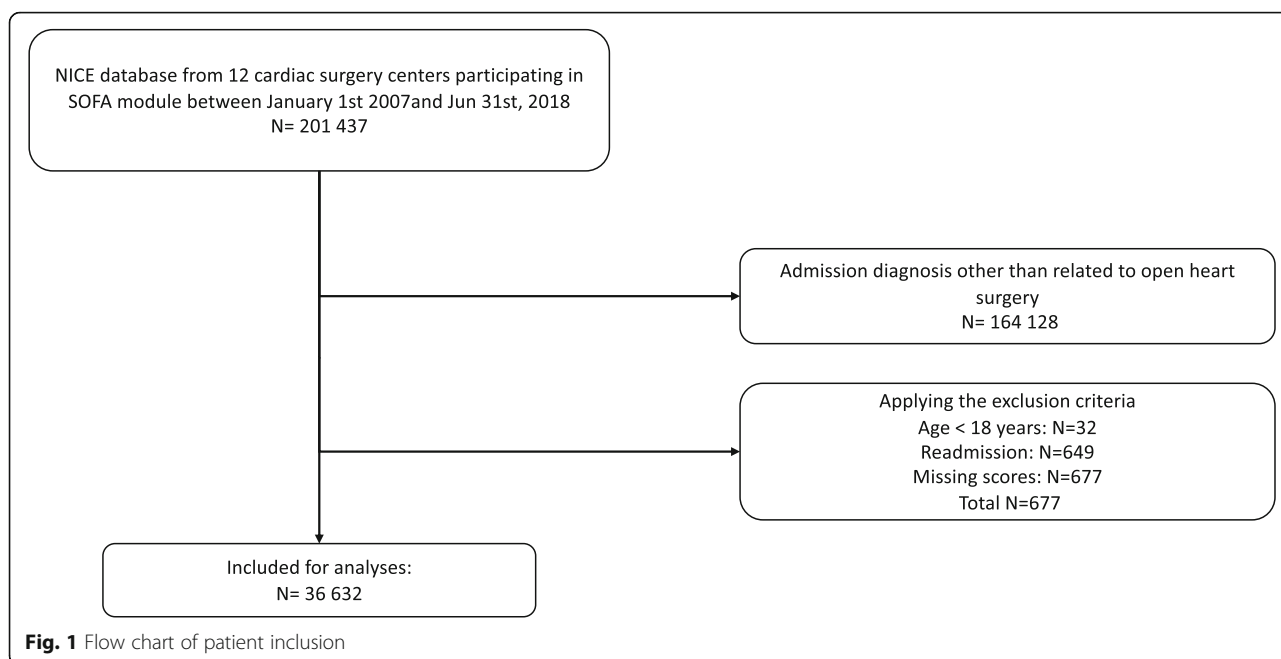 NICE database from 12 cardiac surgery centers participating in
SOFA module between January 1st 2007and Jun 31st, 2018
N= 201 437
Admission diagnosis other than related to open heart
surgery
N= 164 128
Applying the exclusion criteria
Age < 18 years: N=32
Readmission: N=649
Missing scores: N=677
Total N=677
Included for analyses:
N= 36 632
Fig. 1 Flow chart of patient inclusion